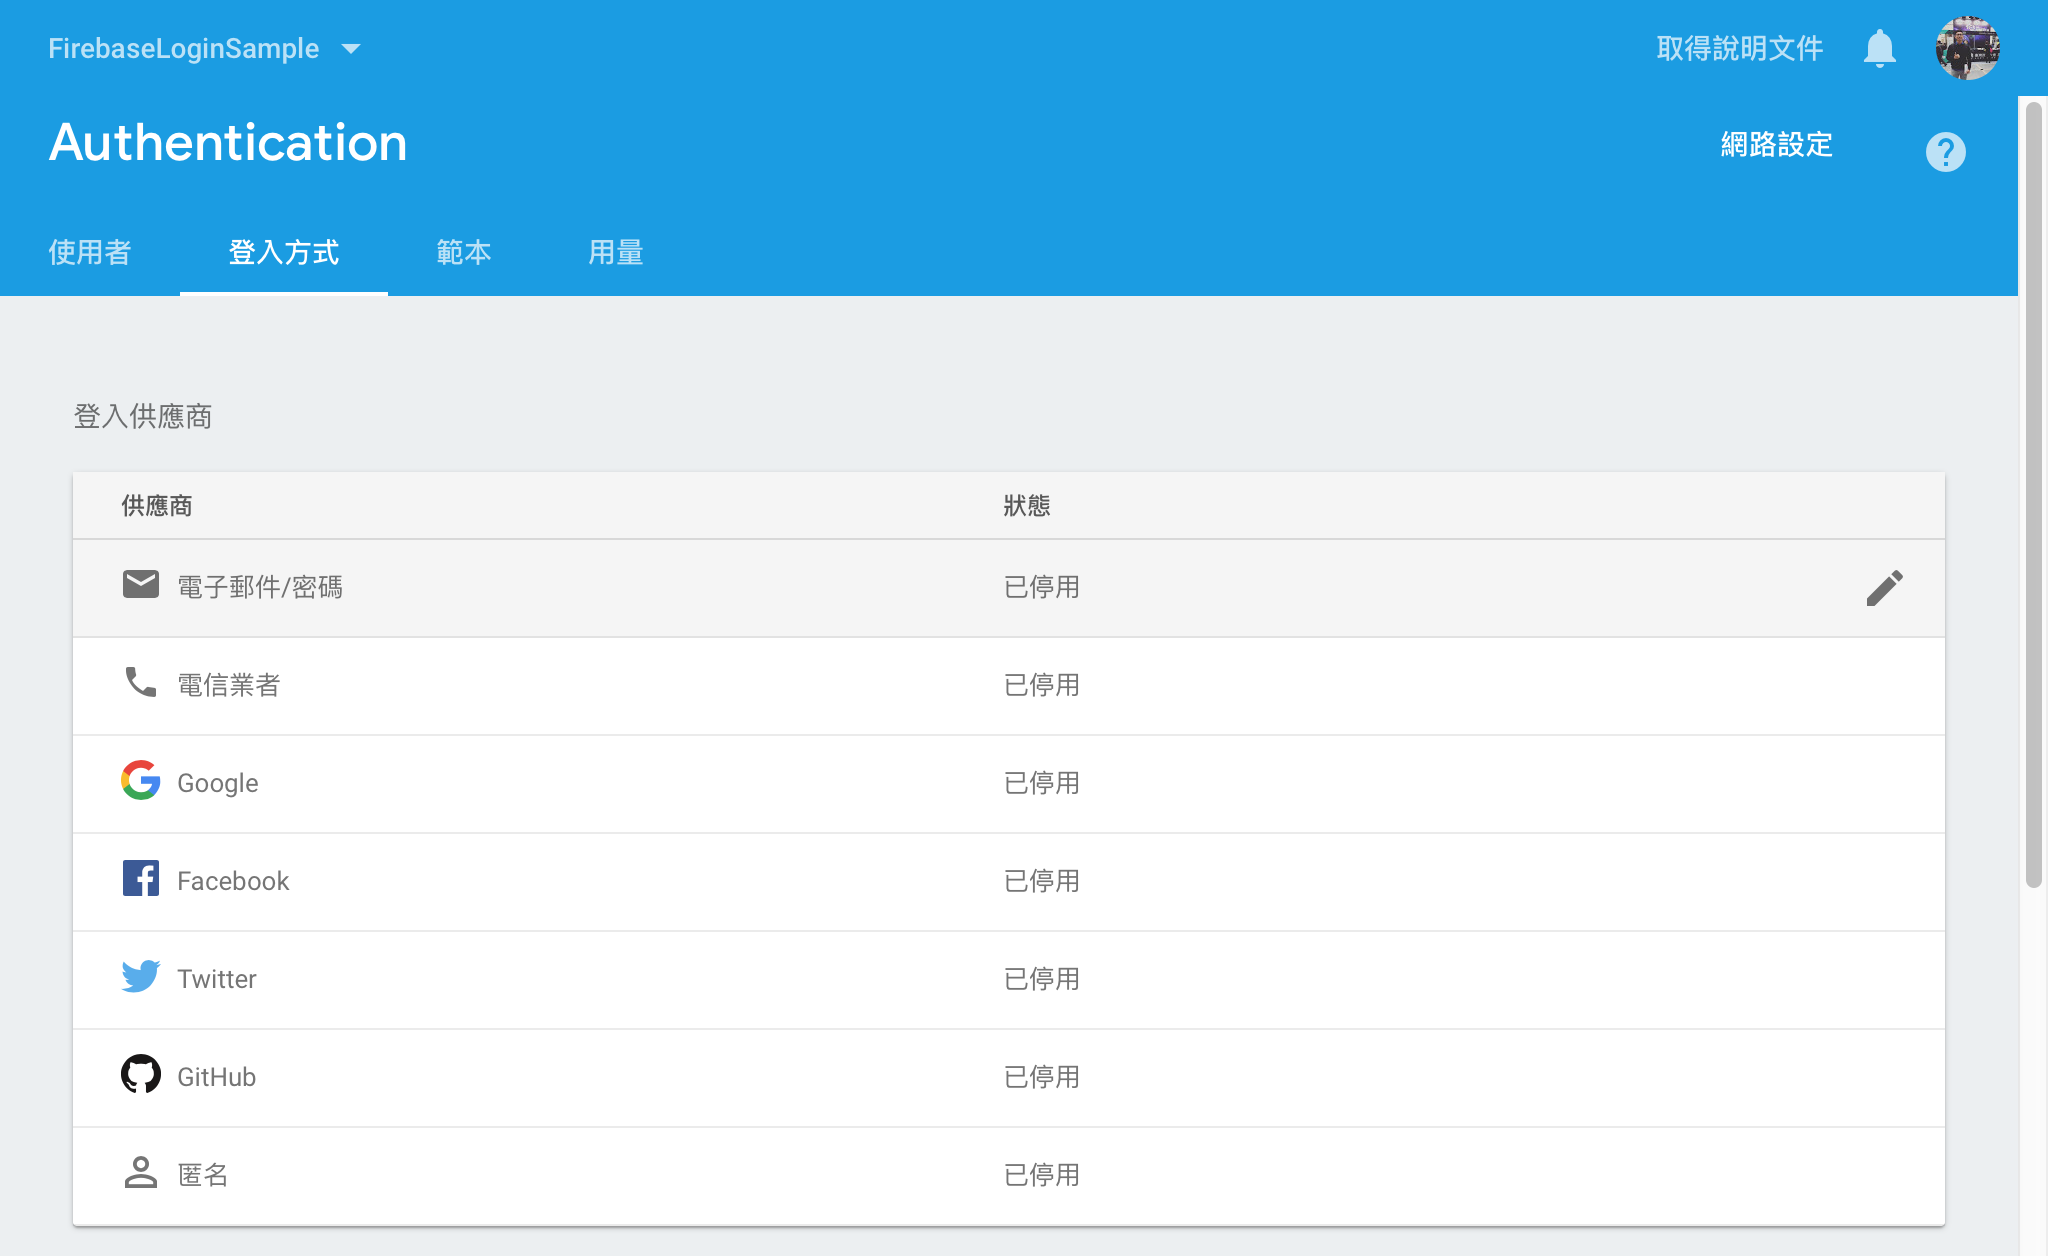 FirebaseLoginSample
取得說明文件
Authentication
網路設定
?
使用者 登入方式 範本 用量
登入供應商
供應商 狀態
電子郵件/密碼 已停用
電信業者 已停用
Google 已停用
Facebook 已停用
Twitter 已停用
GitHub 已停用
匿名 已停用